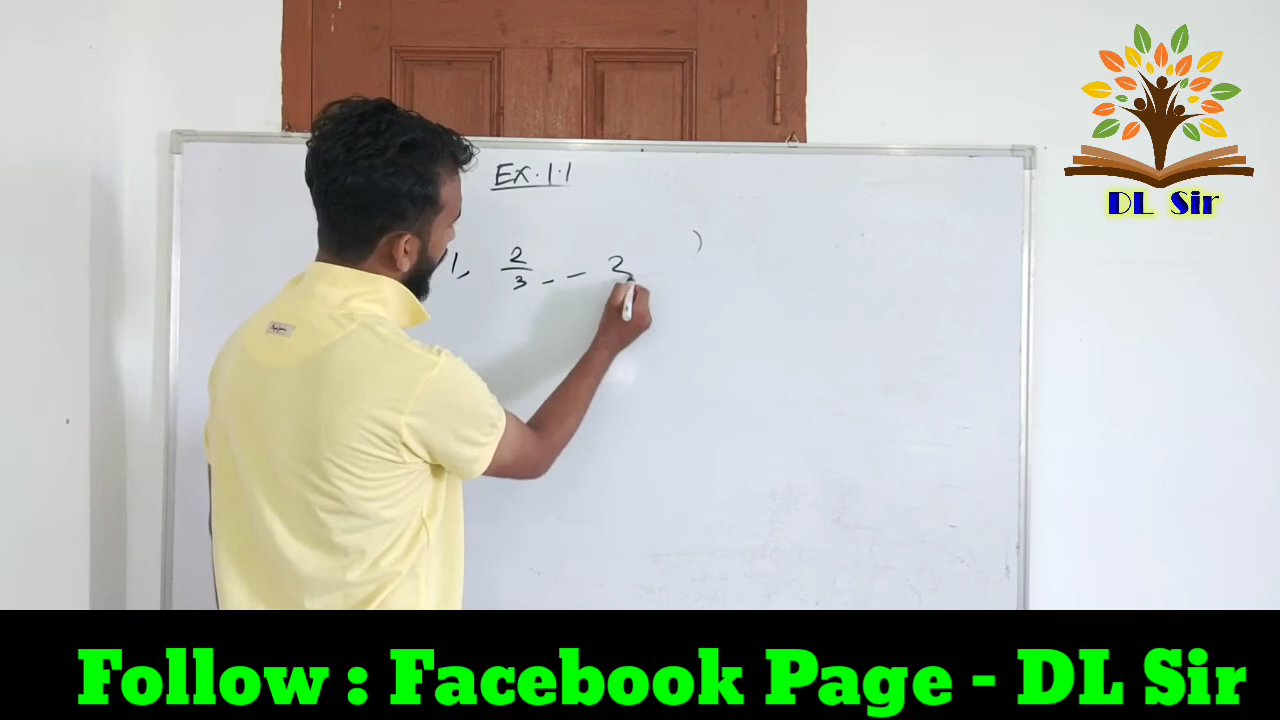 Ex. 1.1
1, 2/3 - - 2
)
DL Sir
Follow : Facebook Page - DL Sir